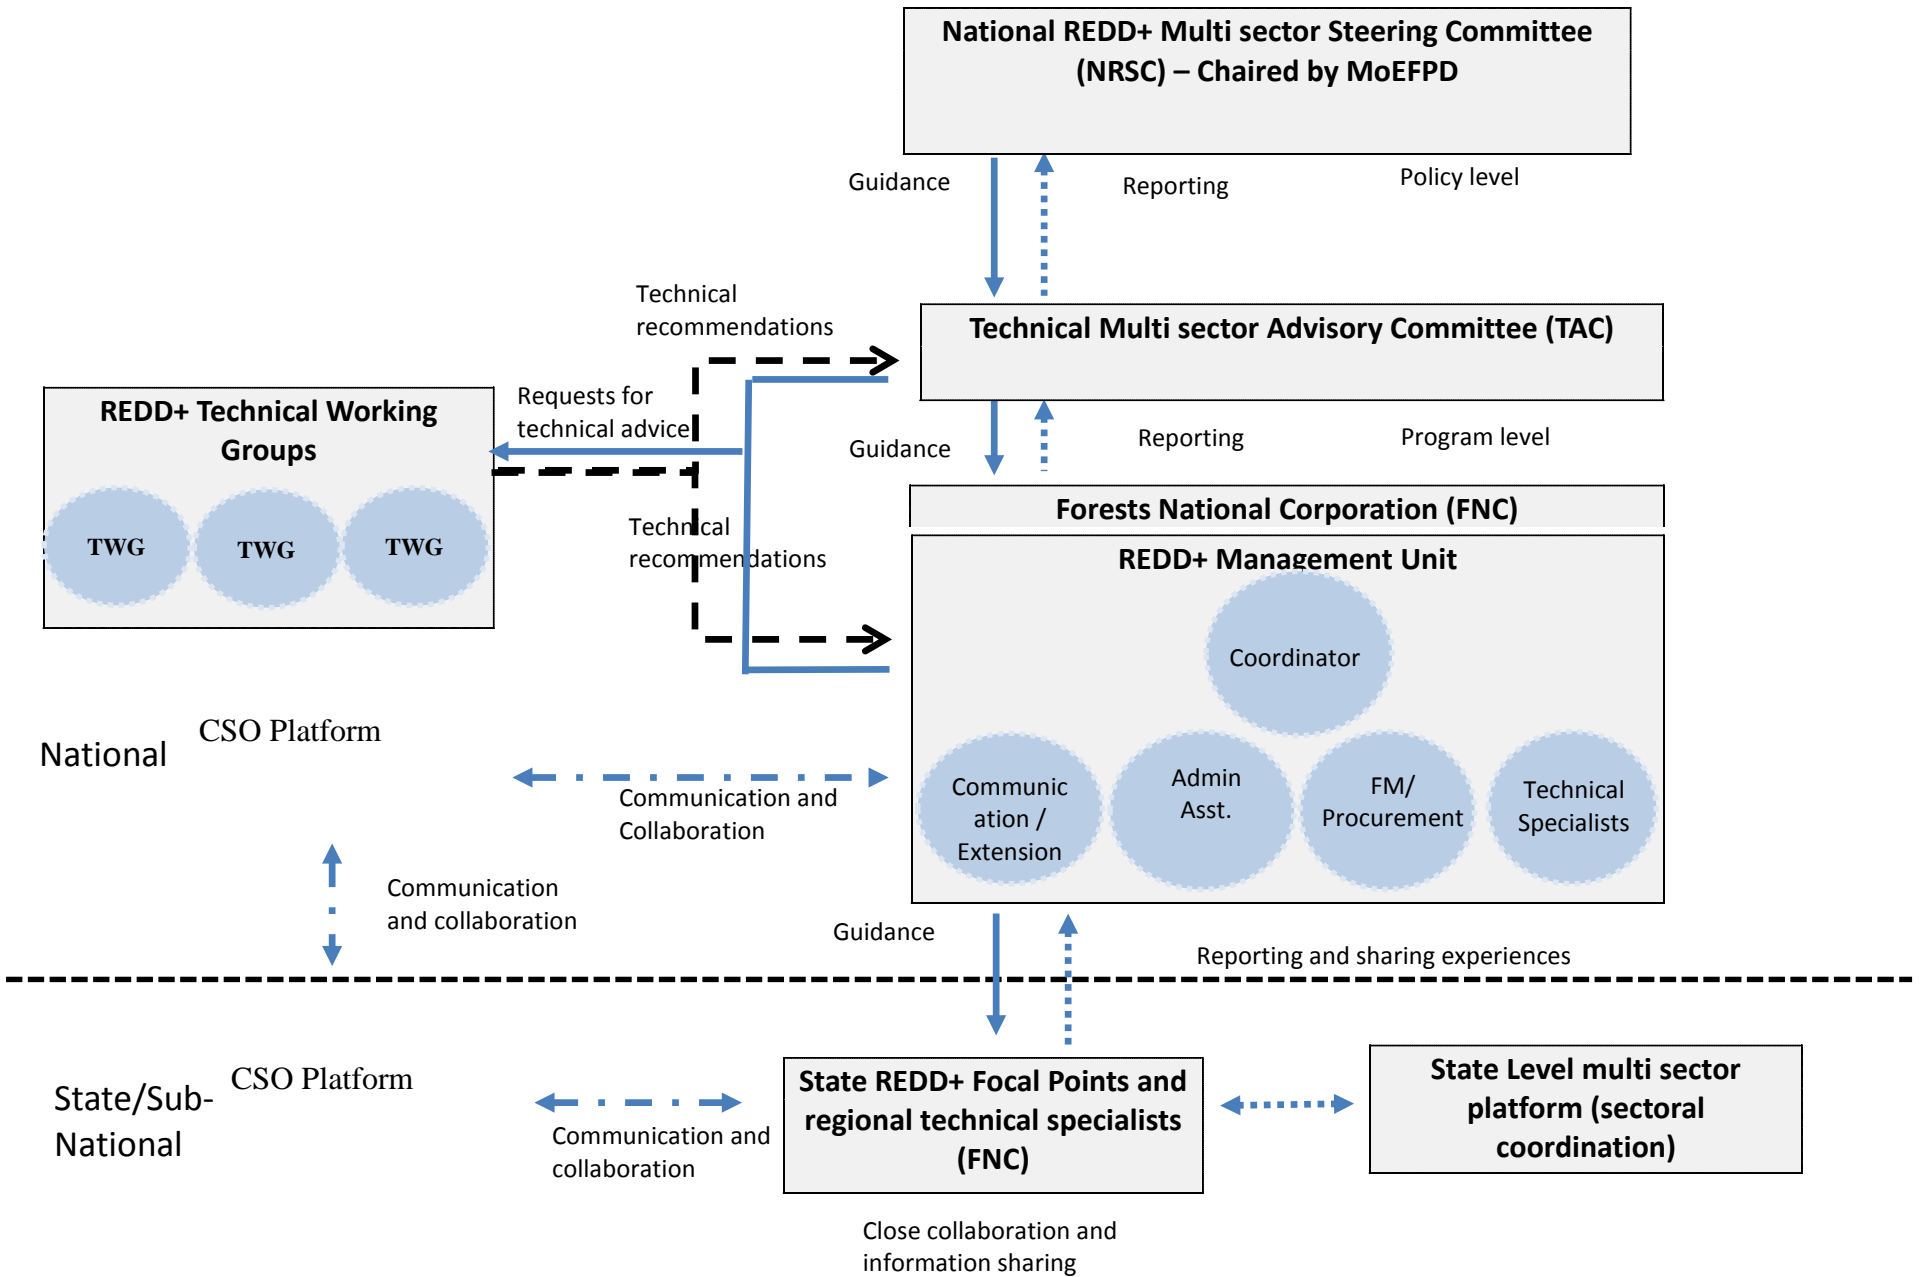 National REDD+ Multi sector Steering Committee
(NRSC) – Chaired by MoEFPD
Guidance
Reporting
Policy level
Technical
recommendations
Technical Multi sector Advisory Committee (TAC)
REDD+ Technical Working
Groups
TWG
TWG
TWG
Requests for
technical advice
Guidance
Reporting
Program level
Technical
recommendations
Forests National Corporation (FNC)
REDD+ Management Unit
Coordinator
Communic
ation /
Extension
Admin
Asst.
FM/
Procurement
Technical
Specialists
National
CSO Platform
Communication and
Collaboration
Communication
and collaboration
Guidance
Reporting and sharing experiences
State/Sub-
National
CSO Platform
Communication and
collaboration
State REDD+ Focal Points and
regional technical specialists
(FNC)
State Level multi sector
platform (sectoral
coordination)
Close collaboration and
information sharing